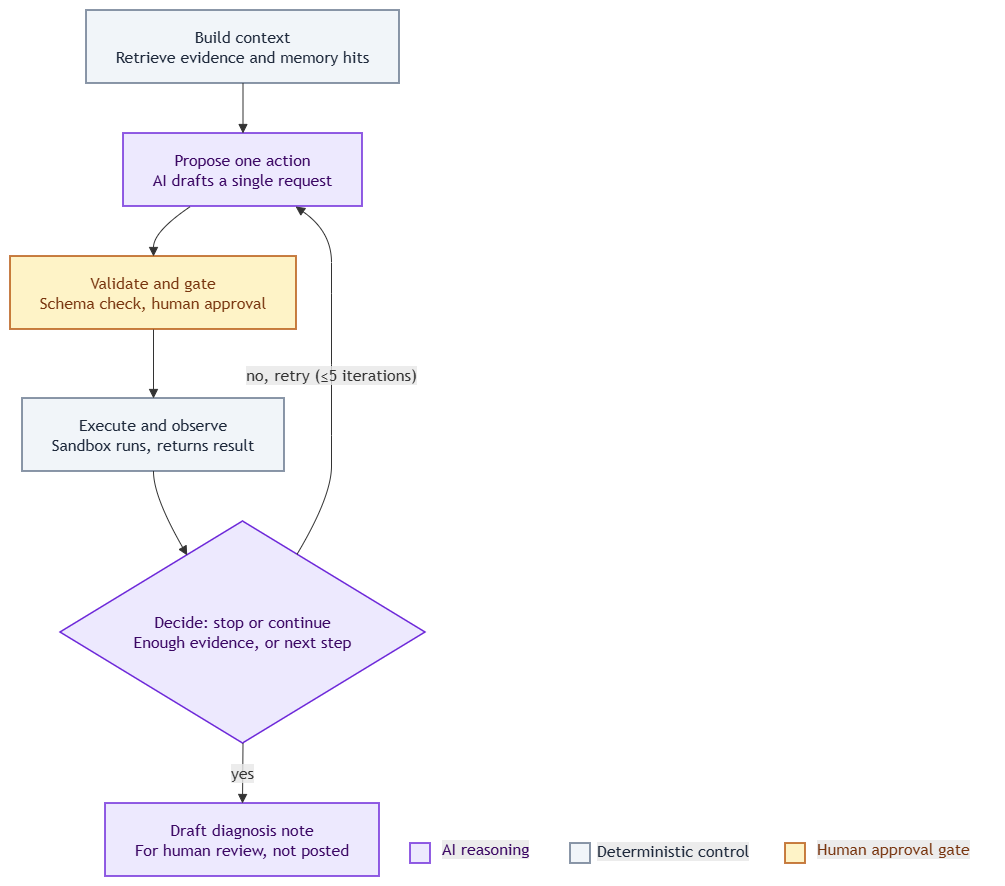 Build context
Retrieve evidence and memory hits
Propose one action
AI drafts a single request
Validate and gate
Schema check, human approval
no, retry (≤5 iterations)
Execute and observe
Sandbox runs, returns result
Decide: stop or continue
Enough evidence, or next step
yes
Draft diagnosis note
For human review, not posted
AI reasoning
Deterministic control
Human approval gate